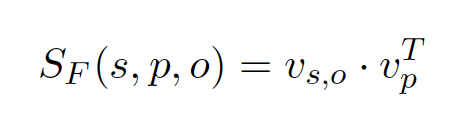 S_F(s, p, o) = v_{s,o} · v_p^T